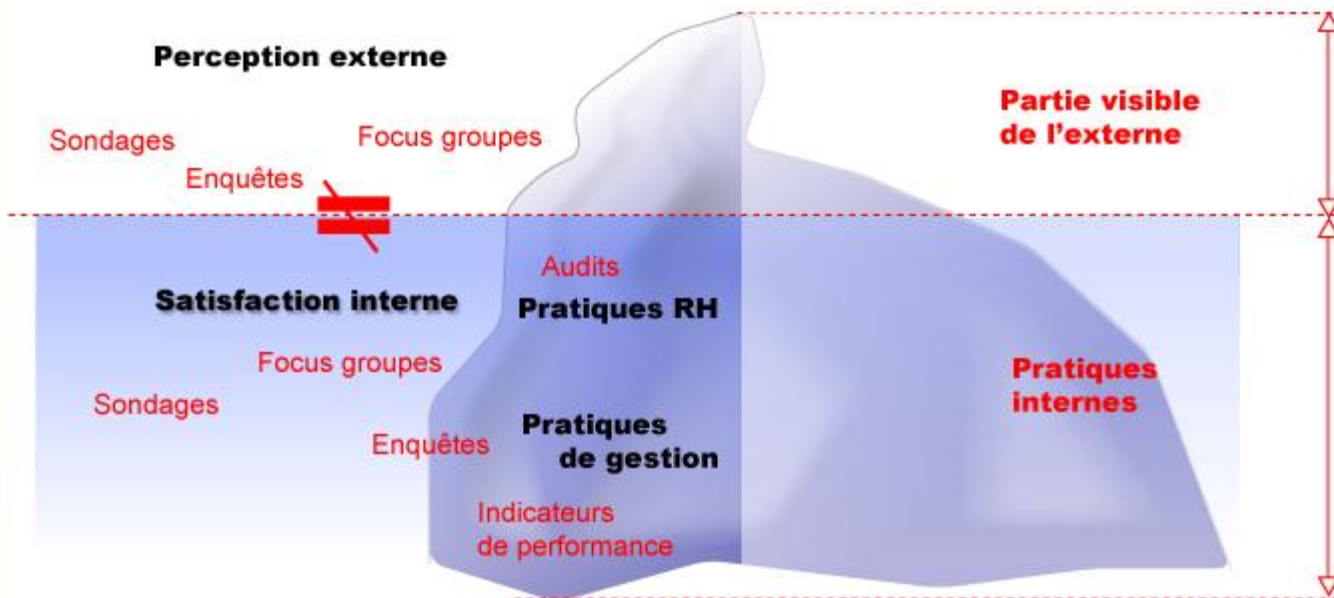 Perception externe
Partie visible
de l’externe
Sondages
Focus groupes
Enquêtes
Audits
Satisfaction interne
Pratiques RH
Focus groupes
Sondages
Pratiques
internes
Enquêtes
Pratiques
de gestion
Indicateurs
de performance